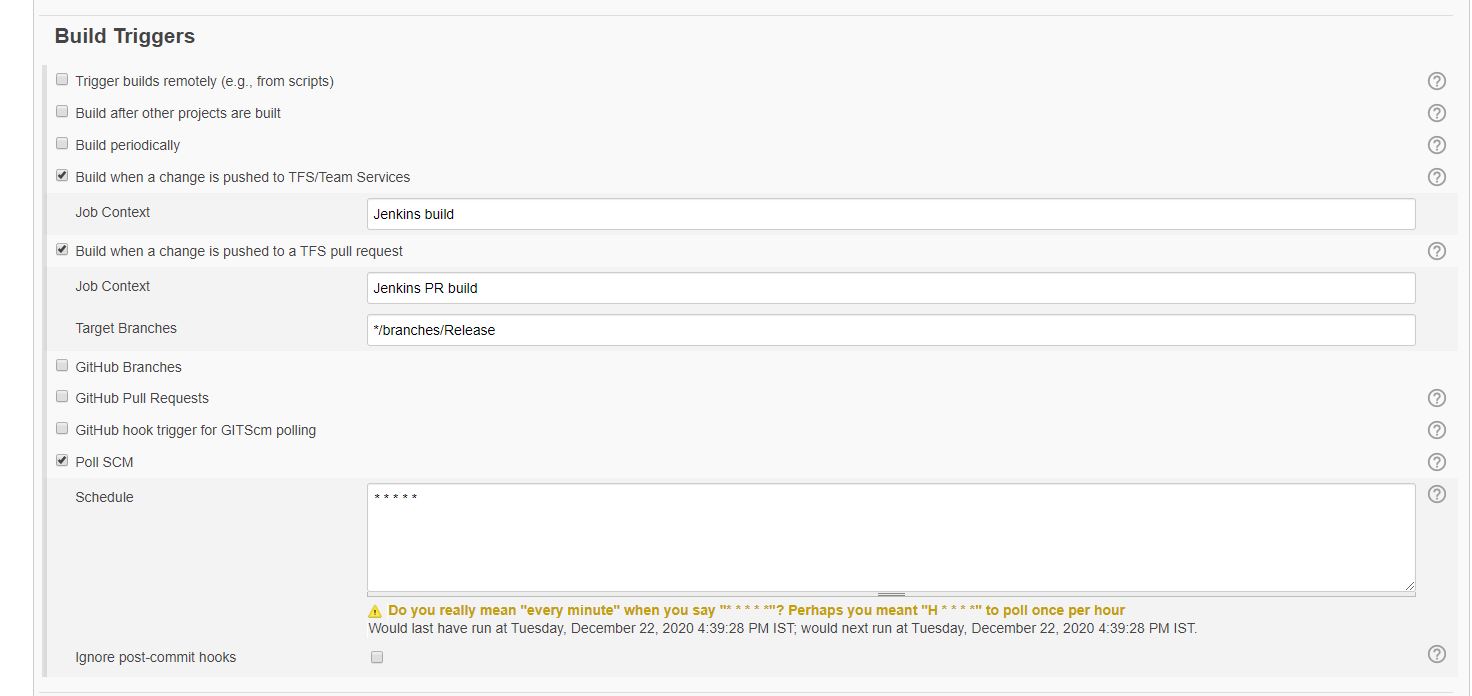 Build Triggers
Trigger builds remotely (e.g., from scripts)
Build after other projects are built
Build periodically
Build when a change is pushed to TFS/Team Services
Job Context
Jenkins build
Build when a change is pushed to a TFS pull request
Job Context
Jenkins PR build
Target Branches
*/branches/Release
GitHub Branches
GitHub Pull Requests
GitHub hook trigger for GITScm polling
Poll SCM
Schedule
* * * * *
Do you really mean "every minute" when you say "* * * * *"? Perhaps you meant "H * * * *" to poll once per hour
Would last have run at Tuesday, December 22, 2020 4:39:28 PM IST; would next run at Tuesday, December 22, 2020 4:39:28 PM IST.
Ignore post-commit hooks